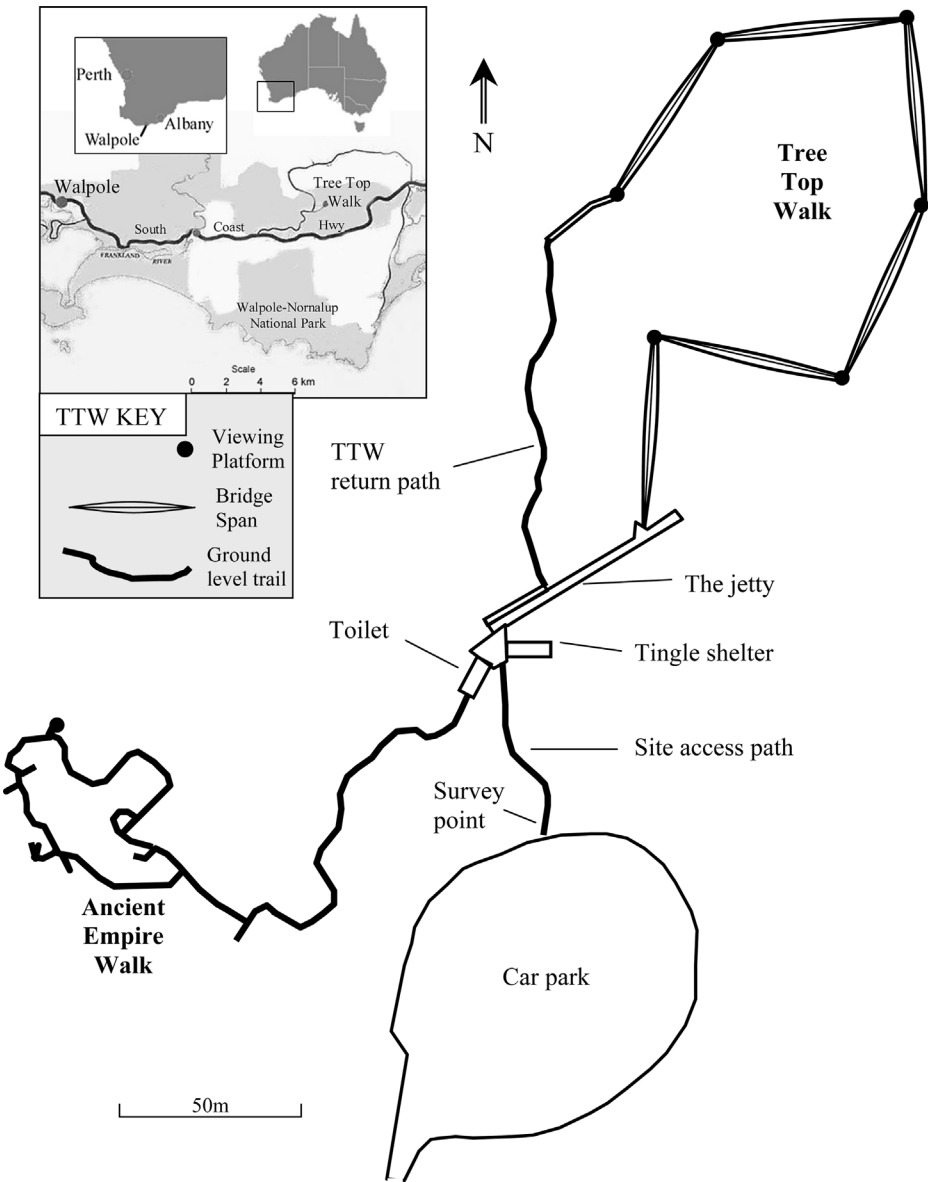 Perth
Albany
Walpole
N
Walpole
Tree Top
Walk
South
Coast
Hwy
FRANKLAND
RIVER
Walpole-Nornalup
National Park
Scale
0 2 4 6 km
TTW KEY
Viewing
Platform
Bridge
Span
Ground
level trail
Tree
Top
Walk
TTW
return path
The jetty
Toilet
Tingle shelter
Site access path
Survey
point
Ancient
Empire
Walk
Car park
50m